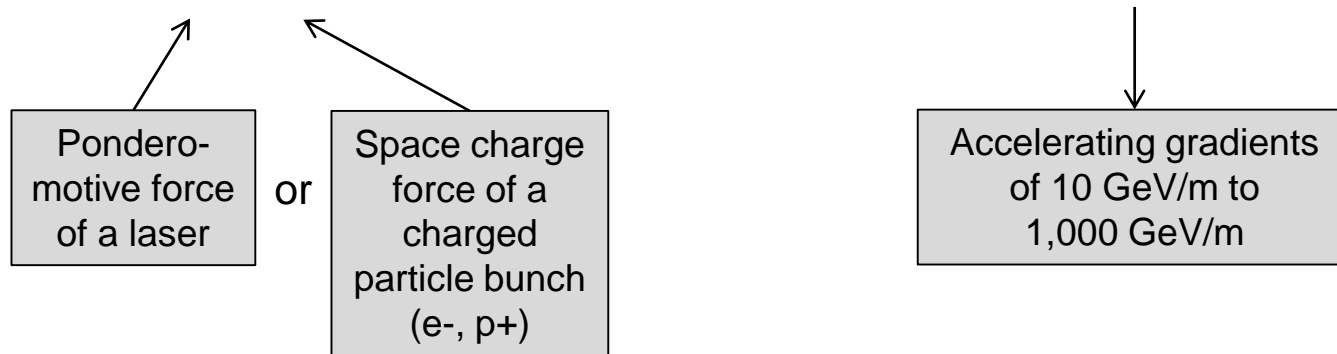 Pondero-
motive force
of a laser
or
Space charge
force of a
charged
particle bunch
(e-, p+)
Accelerating gradients
of 10 GeV/m to
1,000 GeV/m